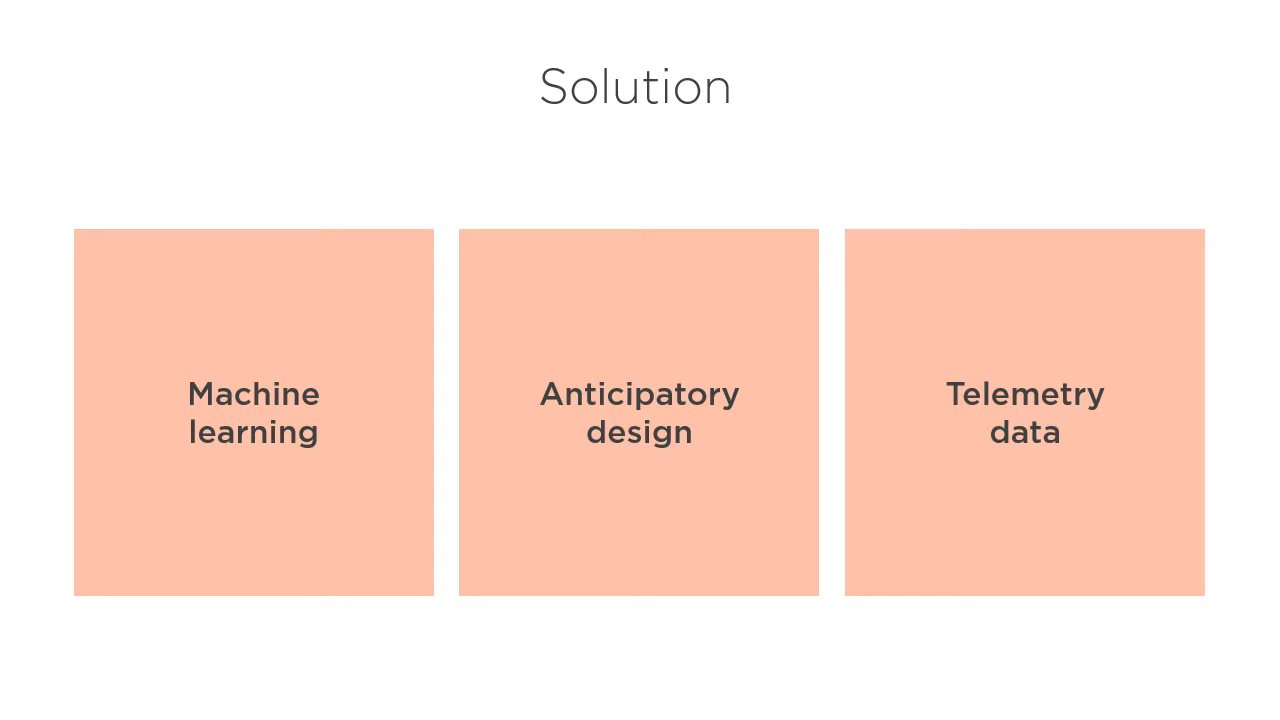 Solution
Machine
learning
Anticipatory
design
Telemetry
data